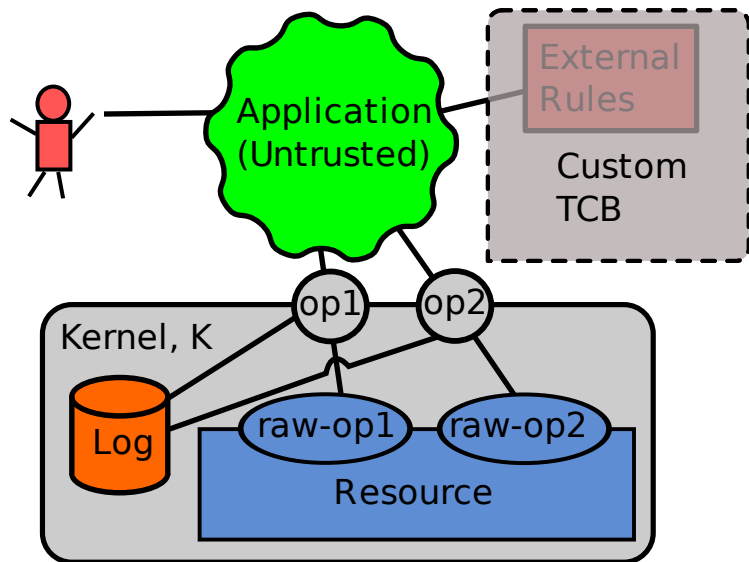 External
Rules
Application
(Untrusted)
Custom
TCB
op1
op2
Kernel, K
Log
raw-op1
raw-op2
Resource